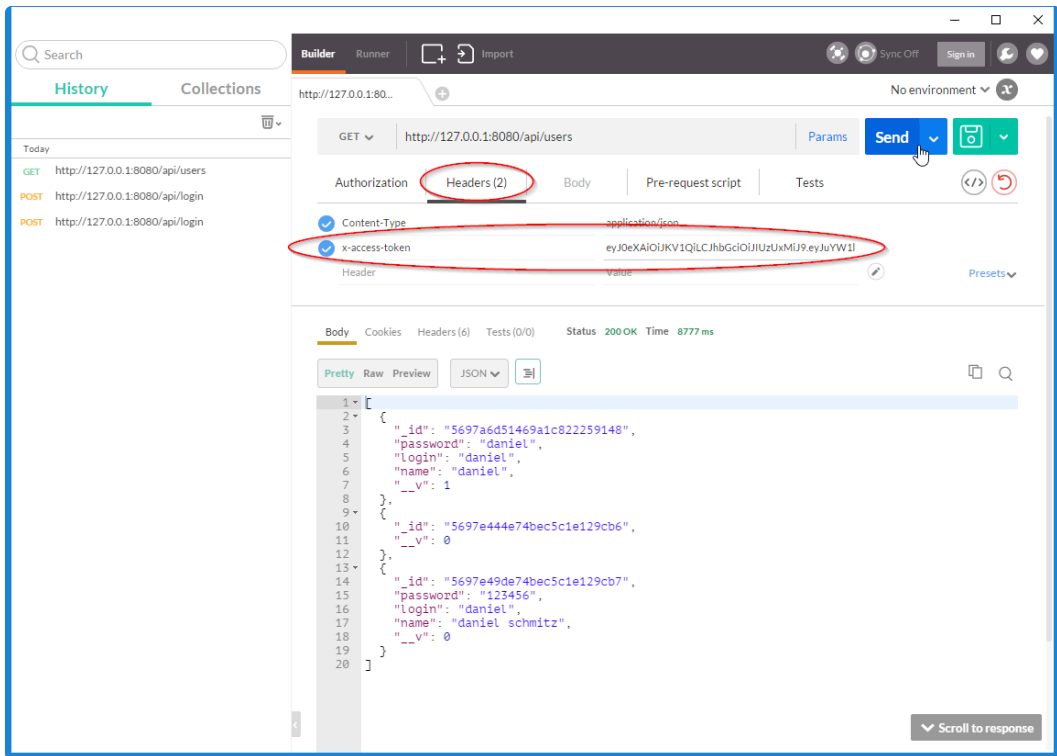 Search
History Collections
Today
GET http://127.0.0.1:8080/api/users
POST http://127.0.0.1:8080/api/login
POST http://127.0.0.1:8080/api/login
Builder Runner Import Sync Off Sign in
http://127.0.0.1:80... No environment
GET http://127.0.0.1:8080/api/users Params Send
Authorization Headers (2) Body Pre-request script Tests
Content-Type application/json
x-access-token eyJ0eXAiOiJKV1QiLCJhbGciOiJIUzUxMiJ9.eyJuYW1l
Header Value Presets
Body Cookies Headers (6) Tests (0/0) Status 200 OK Time 8777 ms
Pretty Raw Preview JSON
1 [
2 {
3 "_id": "5697a6d51469a1c822259148",
4 "password": "daniel",
5 "login": "daniel",
6 "name": "daniel",
7 "__v": 1
8 },
9 {
10 "_id": "5697e444e74bec5c1e129cb6",
11 "__v": 0
12 },
13 {
14 "_id": "5697e49de74bec5c1e129cb7",
15 "password": "123456",
16 "login": "daniel",
17 "name": "daniel schmitz",
18 "__v": 0
19 }
20 ]
Scroll to response